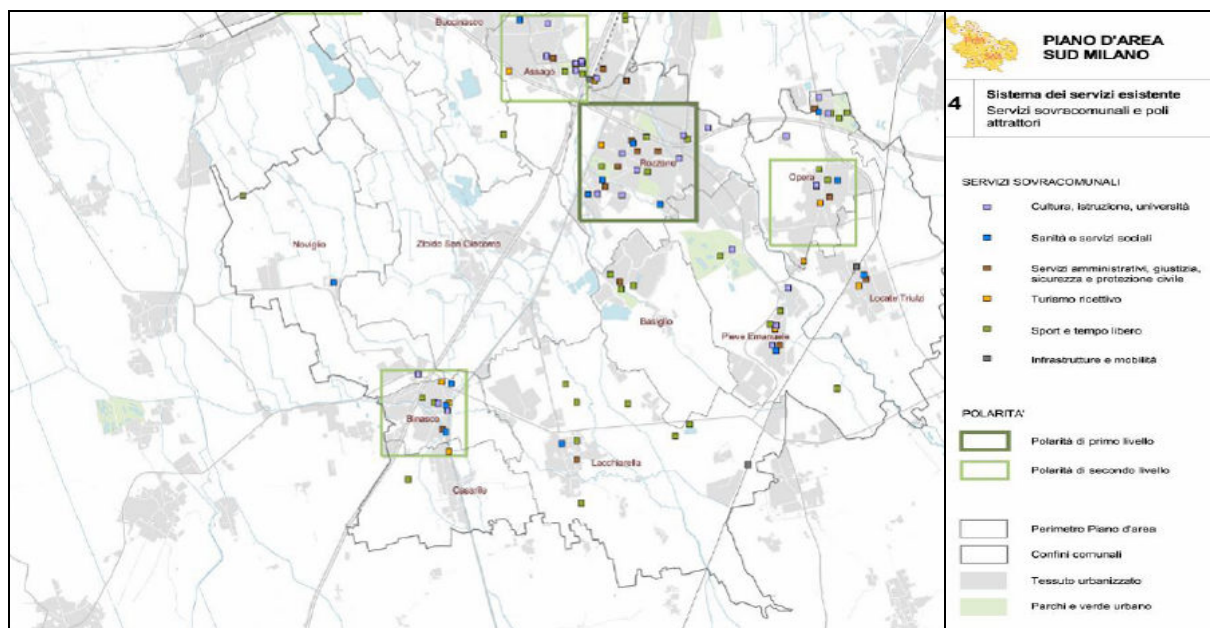 Buccinasco
Assago
Rozzano
Opera
Noviglio
Zibido San Giacomo
Locate Triulzi
Basiglio
Pieve Emanuele
Binasco
Lacchiarella
Casarile
PIANO D'AREA
SUD MILANO
4
Sistema dei servizi esistente
Servizi sovracomunali e poli
attrattori
SERVIZI SOVRACOMUNALI
Cultura, istruzione, università
Sanità e servizi sociali
Servizi amministrativi, giustizia,
sicurezza e protezione civile
Turismo ricettivo
Sport e tempo libero
Infrastrutture e mobilità
POLARITA'
Polarità di primo livello
Polarità di secondo livello
Perimetro Piano d'area
Confini comunali
Tessuto urbanizzato
Parchi e verde urbano